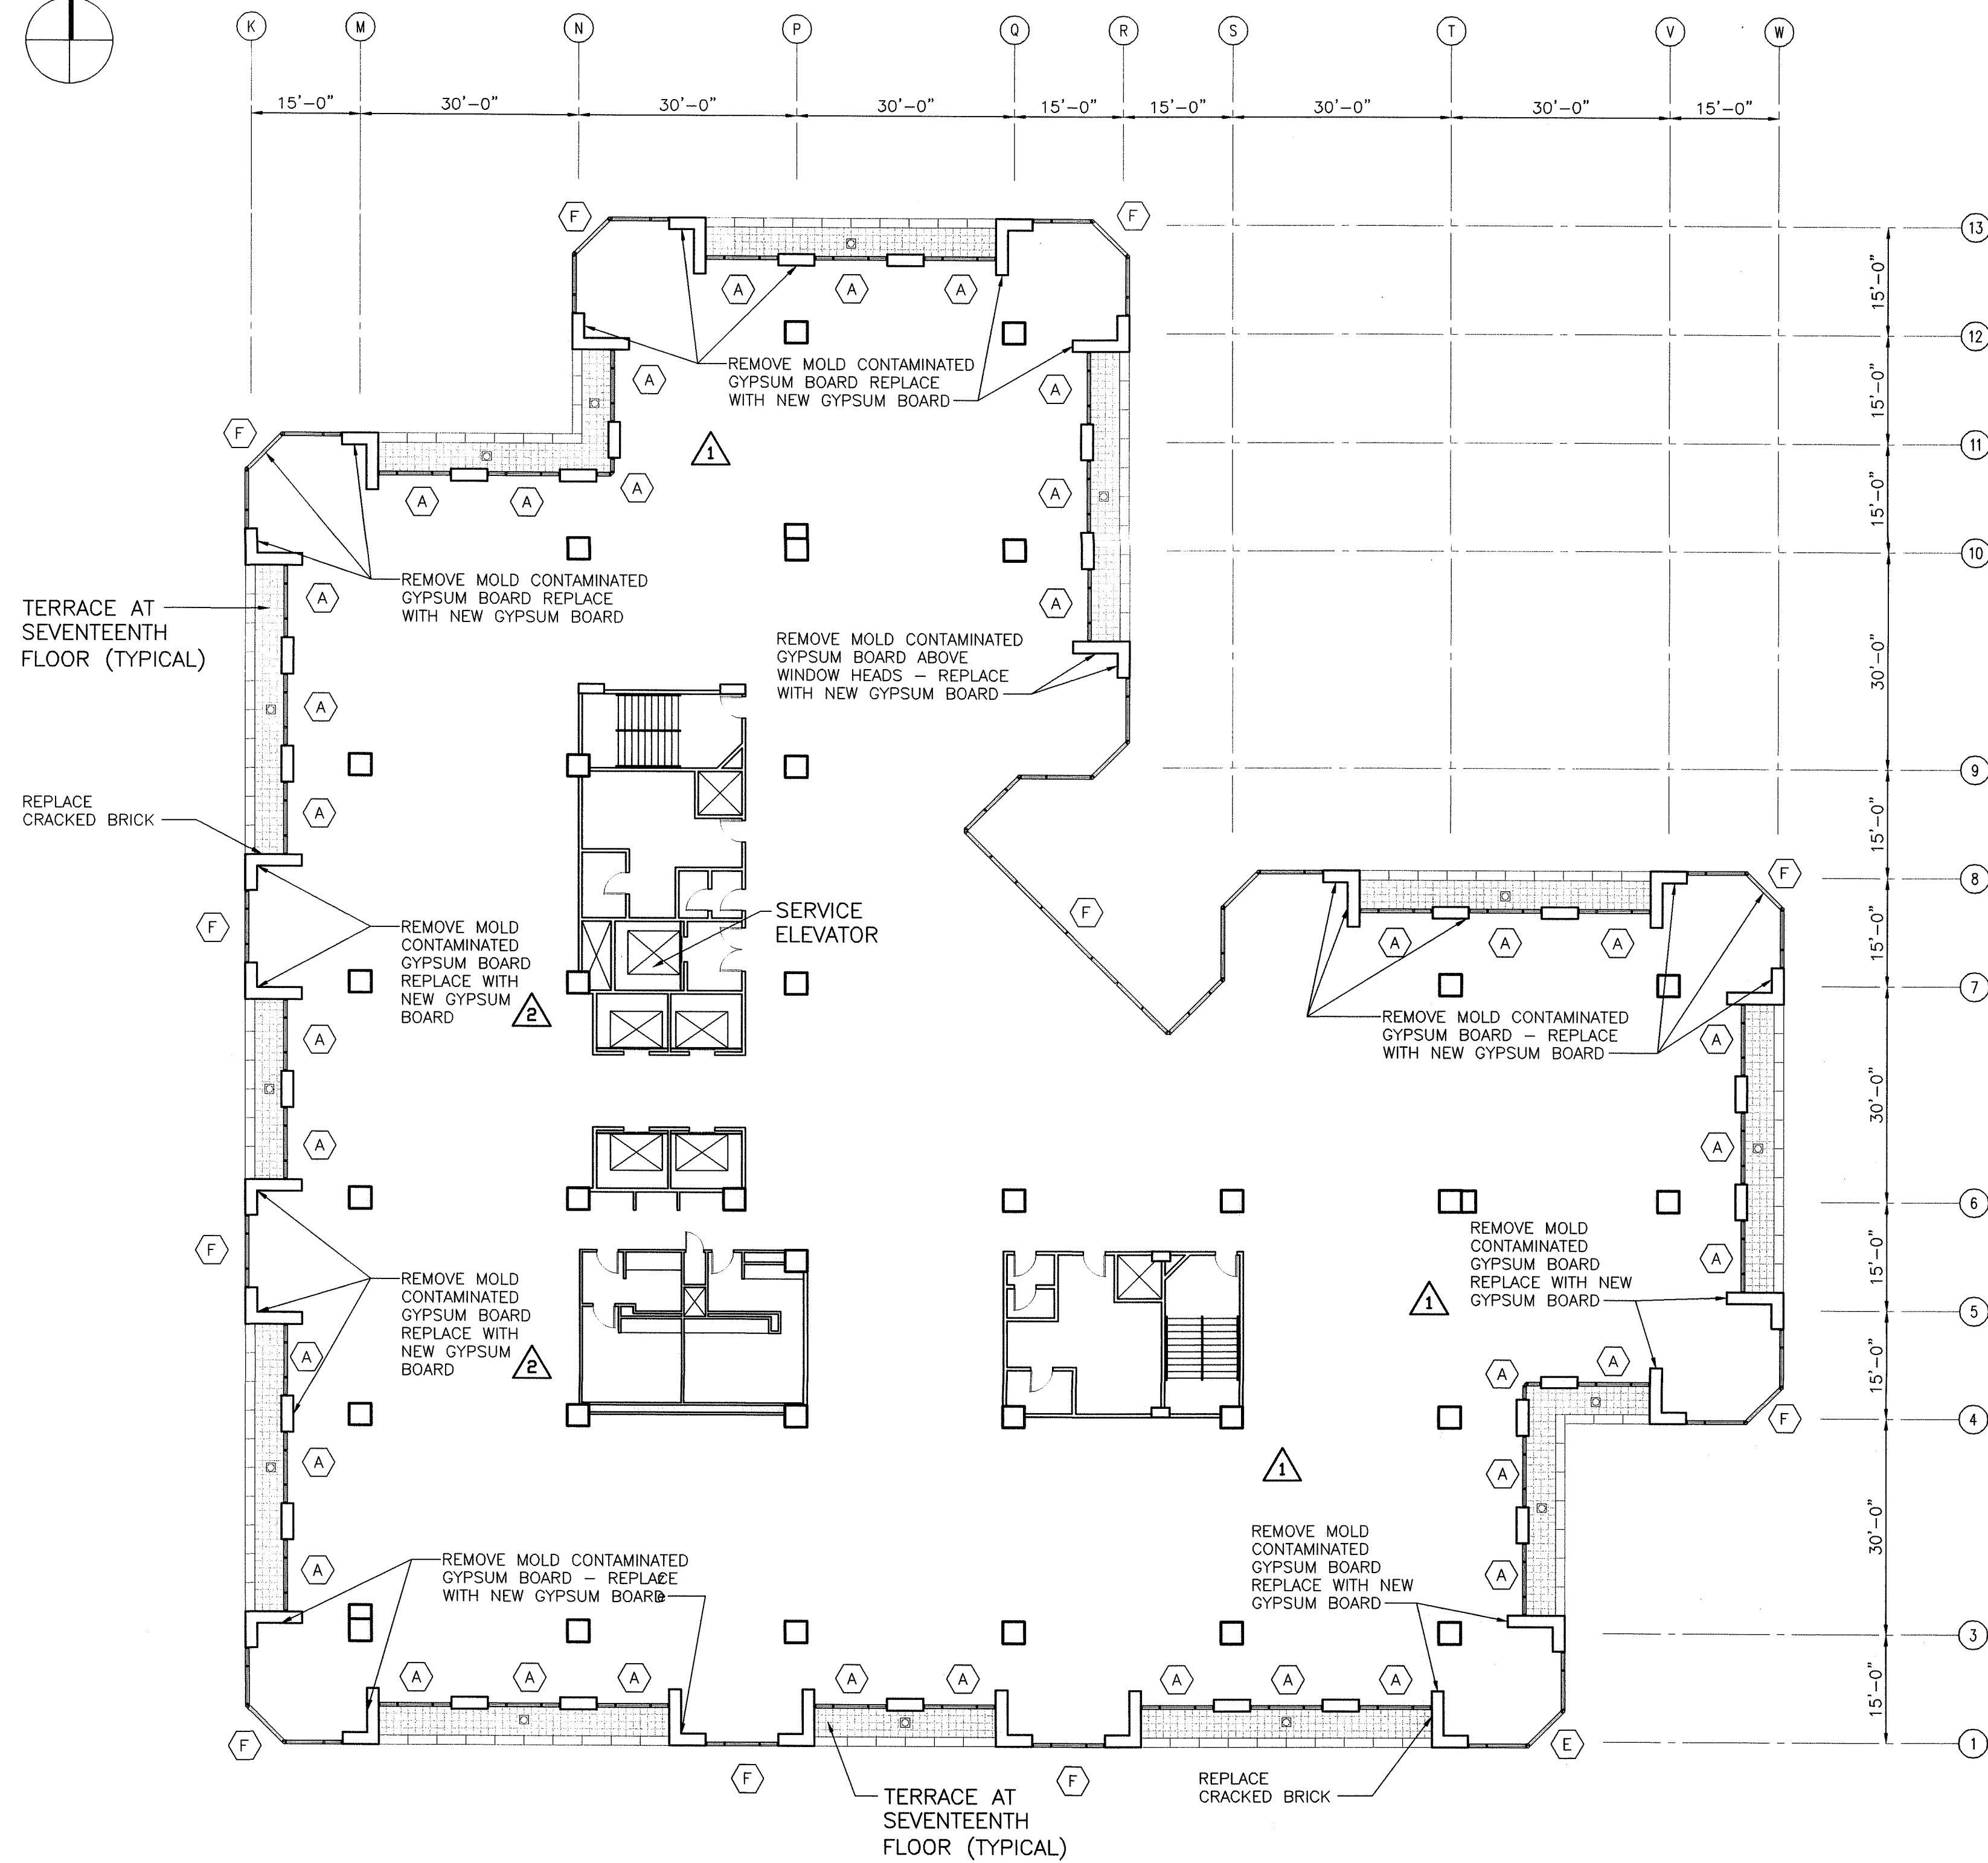 K M N P Q R S T V W
15'-0" 30'-0" 30'-0" 30'-0" 15'-0" 15'-0" 30'-0" 30'-0" 15'-0"
F F 13
A A A
15'-0"
12
REMOVE MOLD CONTAMINATED
GYPSUM BOARD REPLACE
WITH NEW GYPSUM BOARD
A A
15'-0"
F
1
11
A A A A
15'-0"
10
REMOVE MOLD CONTAMINATED
GYPSUM BOARD REPLACE
WITH NEW GYPSUM BOARD
A A
TERRACE AT
SEVENTEENTH
FLOOR (TYPICAL)
REMOVE MOLD CONTAMINATED
GYPSUM BOARD ABOVE
WINDOW HEADS – REPLACE
WITH NEW GYPSUM BOARD
30'-0"
A
9
REPLACE
CRACKED BRICK
A
15'-0"
F 8
F F
SERVICE
ELEVATOR
REMOVE MOLD
CONTAMINATED
GYPSUM BOARD
REPLACE WITH
NEW GYPSUM
BOARD
2
A A A
15'-0"
7
REMOVE MOLD CONTAMINATED
GYPSUM BOARD – REPLACE
WITH NEW GYPSUM BOARD
A A
30'-0"
A A
6
F
REMOVE MOLD
CONTAMINATED
GYPSUM BOARD
REPLACE WITH NEW
GYPSUM BOARD
A
15'-0"
REMOVE MOLD
CONTAMINATED
GYPSUM BOARD
REPLACE WITH
NEW GYPSUM
BOARD
2
1
5
A A A
15'-0"
F 4
A 1 A
30'-0"
REMOVE MOLD
CONTAMINATED
GYPSUM BOARD
REPLACE WITH NEW
GYPSUM BOARD
A A
REMOVE MOLD CONTAMINATED
GYPSUM BOARD – REPLACE
WITH NEW GYPSUM BOARD
3
A A A A A A A A
15'-0"
F E 1
F F
REPLACE
CRACKED BRICK
TERRACE AT
SEVENTEENTH
FLOOR (TYPICAL)